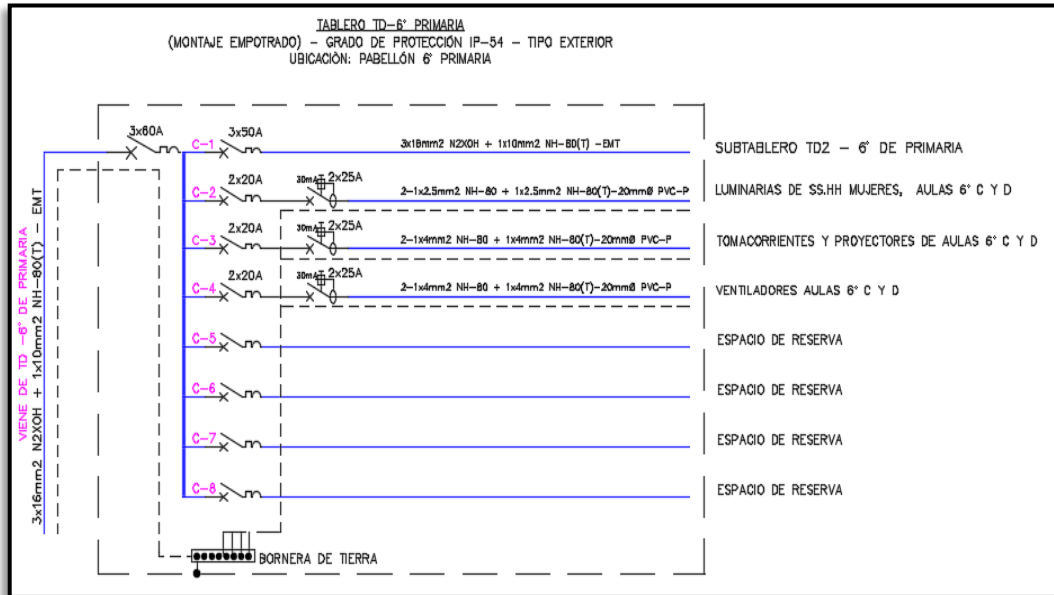 TABLERO TD-6° PRIMARIA
(MONTAJE EMPOTRADO) - GRADO DE PROTECCIÓN IP-54 - TIPO EXTERIOR
UBICACIÓN: PABELLÓN 6° PRIMARIA
VIENE DE TD -6° DE PRIMARIA
3x16mm2 N2XOH + 1x10mm2 NH-80(T) - EMT
3x60A
C-1 3x50A 3x16mm2 N2XOH + 1x10mm2 NH-80(T) -EMT SUBTABLERO TD2 - 6° DE PRIMARIA
C-2 2x20A 30mA 2x25A 2-1x2.5mm2 NH-80 + 1x2.5mm2 NH-80(T)-20mmØ PVC-P LUMINARIAS DE SS.HH MUJERES, AULAS 6° C Y D
C-3 2x20A 30mA 2x25A 2-1x4mm2 NH-80 + 1x4mm2 NH-80(T)-20mmØ PVC-P TOMACORRIENTES Y PROYECTORES DE AULAS 6° C Y D
C-4 2x20A 30mA 2x25A 2-1x4mm2 NH-80 + 1x4mm2 NH-80(T)-20mmØ PVC-P VENTILADORES AULAS 6° C Y D
C-5 ESPACIO DE RESERVA
C-6 ESPACIO DE RESERVA
C-7 ESPACIO DE RESERVA
C-8 ESPACIO DE RESERVA
BORNERA DE TIERRA